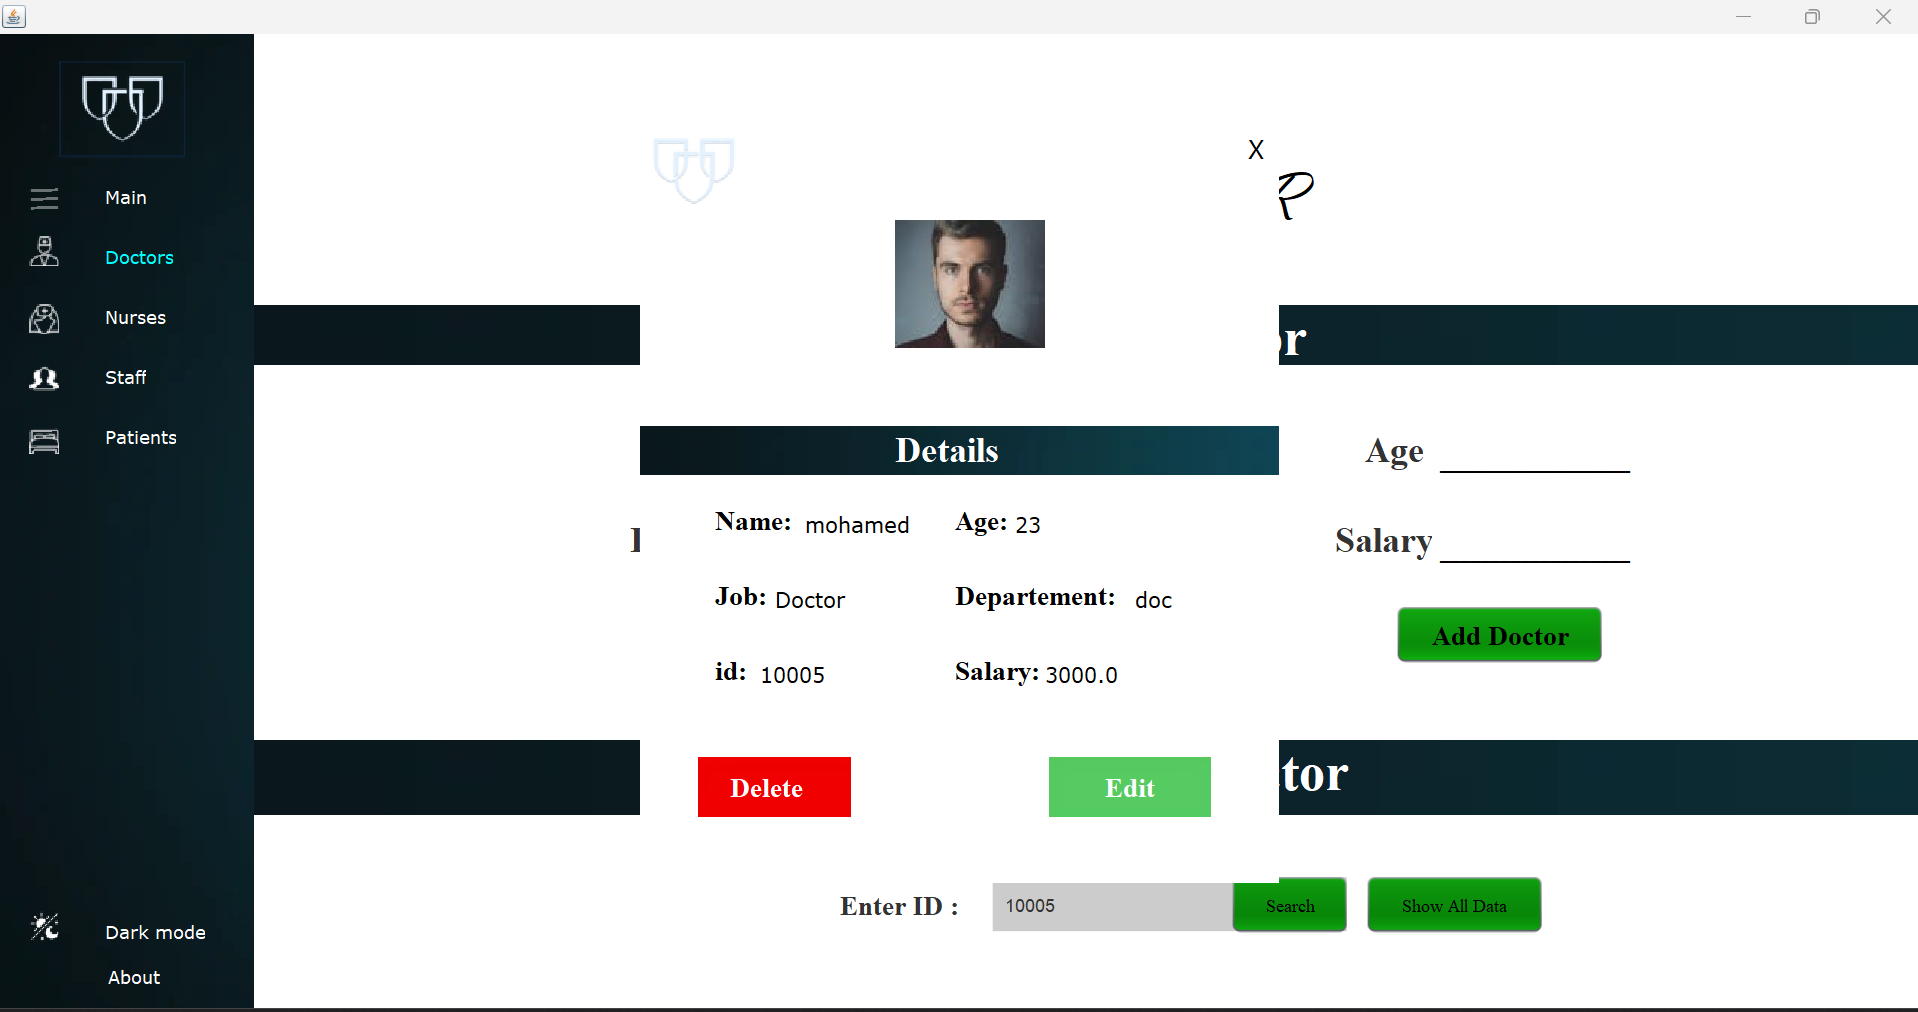 Main
Doctors
Nurses
Staff
Patients
Dark mode
About
X
R
or
Details
Name: mohamed
Age: 23
Job: Doctor
Departement: doc
id: 10005
Salary: 3000.0
Delete
Edit
Age
Salary
Add Doctor
tor
Enter ID :
10005
Search
Show All Data